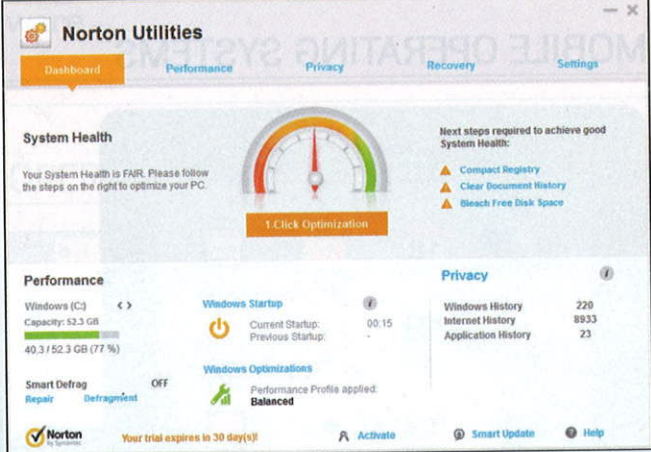 Norton Utilities
Dashboard Performance Privacy Recovery Settings
System Health
Your System Health is FAIR. Please follow
the steps on the right to optimize your PC.
1.Click Optimization
Next steps required to achieve good
System Health:
Compact Registry
Clear Document History
Bleach Free Disk Space
Performance
Windows (C:) < >
Capacity: 52.3 GB
40.3 / 52.3 GB (77 %)
Smart Defrag OFF
Repair Defragment
Windows Startup
Current Startup: 00:15
Previous Startup: -
Windows Optimizations
Performance Profile applied:
Balanced
Privacy
Windows History 220
Internet History 8933
Application History 23
Norton
by Symantec
Your trial expires in 30 day(s)!
Activate
Smart Update
Help
MOBILE OPERATING SYSTEMS